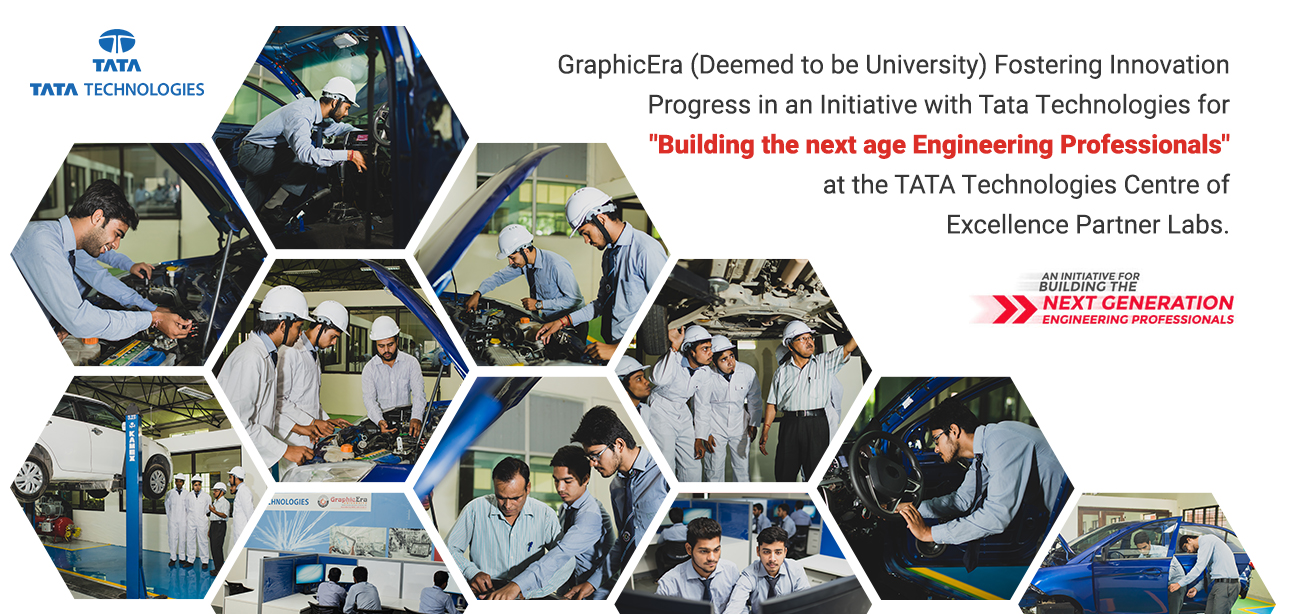 TATA
TATA TECHNOLOGIES
GraphicEra (Deemed to be University) Fostering Innovation
Progress in an Initiative with Tata Technologies for
"Building the next age Engineering Professionals"
at the TATA Technologies Centre of
Excellence Partner Labs.
AN INITIATIVE FOR
BUILDING THE
NEXT GENERATION
ENGINEERING PROFESSIONALS
KANEX
HNOLOGIES
GraphicEra